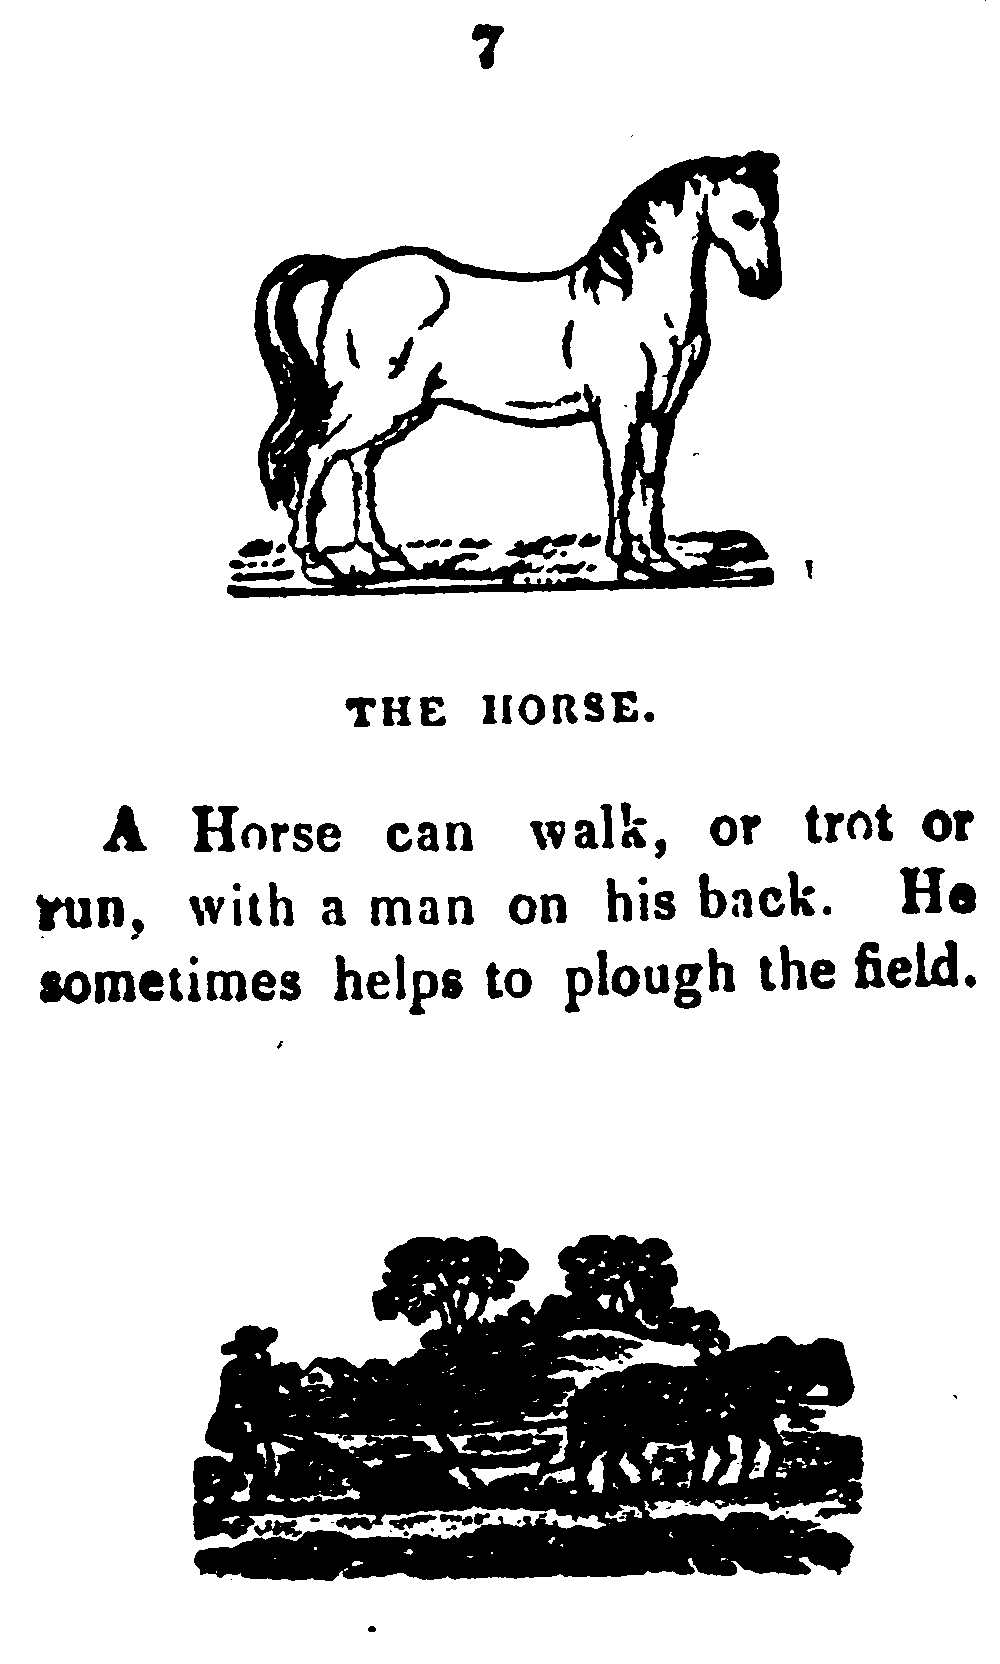 7
THE HORSE.
A Horse can walk, or trot or
run, with a man on his back. He
sometimes helps to plough the field.